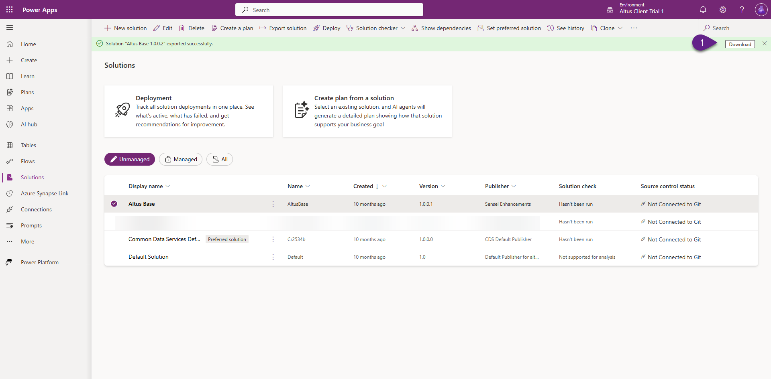 Power Apps
Search
Environment
Altus Client Trial 1
New solution
Edit
Delete
Create a plan
Export solution
Deploy
Solution checker
Show dependencies
Set preferred solution
See history
Clone
Search
Solution "Altus Base 1.0.0.2" exported successfully.
1
Download
Home
Create
Learn
Plans
Apps
AI hub
Tables
Flows
Solutions
Azure Synapse Link
Connections
Prompts
More
Power Platform
Solutions
Deployment
Track all solution deployments in one place. See
what's active, what has failed, and get
recommendations for improvement.
Create plan from a solution
Select an existing solution, and AI agents will
generate a detailed plan showing how that solution
supports your business goal.
Unmanaged
Managed
All
Display name
Name
Created
Version
Publisher
Solution check
Source control status
Altus Base
AltusBase
10 months ago
1.0.0.1
Sensei Enhancements
Hasn't been run
Not Connected to Git
Hasn't been run
Not Connected to Git
Common Data Services Def...
Preferred solution
10 months ago
1.0.0.0
CDS Default Publisher
Hasn't been run
Not Connected to Git
Default Solution
Default
10 months ago
1.0
Default Publisher for alt...
Not supported for analysis
Not Connected to Git